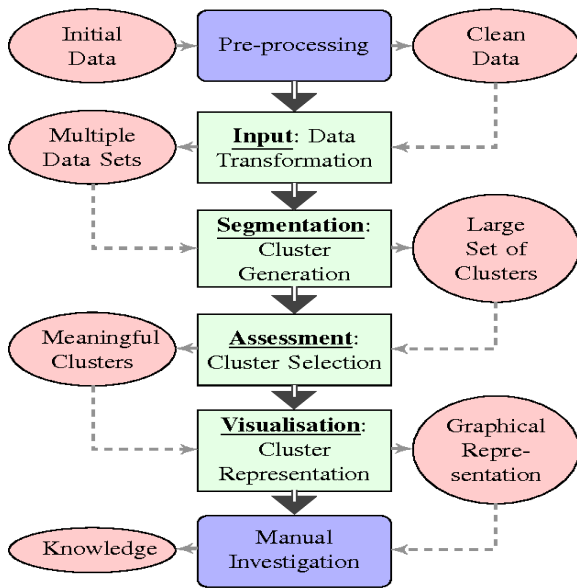 Initial
Data
Pre-processing
Clean
Data
Multiple
Data Sets
Input: Data
Transformation
Segmentation:
Cluster
Generation
Large
Set of
Clusters
Meaningful
Clusters
Assessment:
Cluster Selection
Visualisation:
Cluster
Representation
Graphical
Repre-
sentation
Knowledge
Manual
Investigation